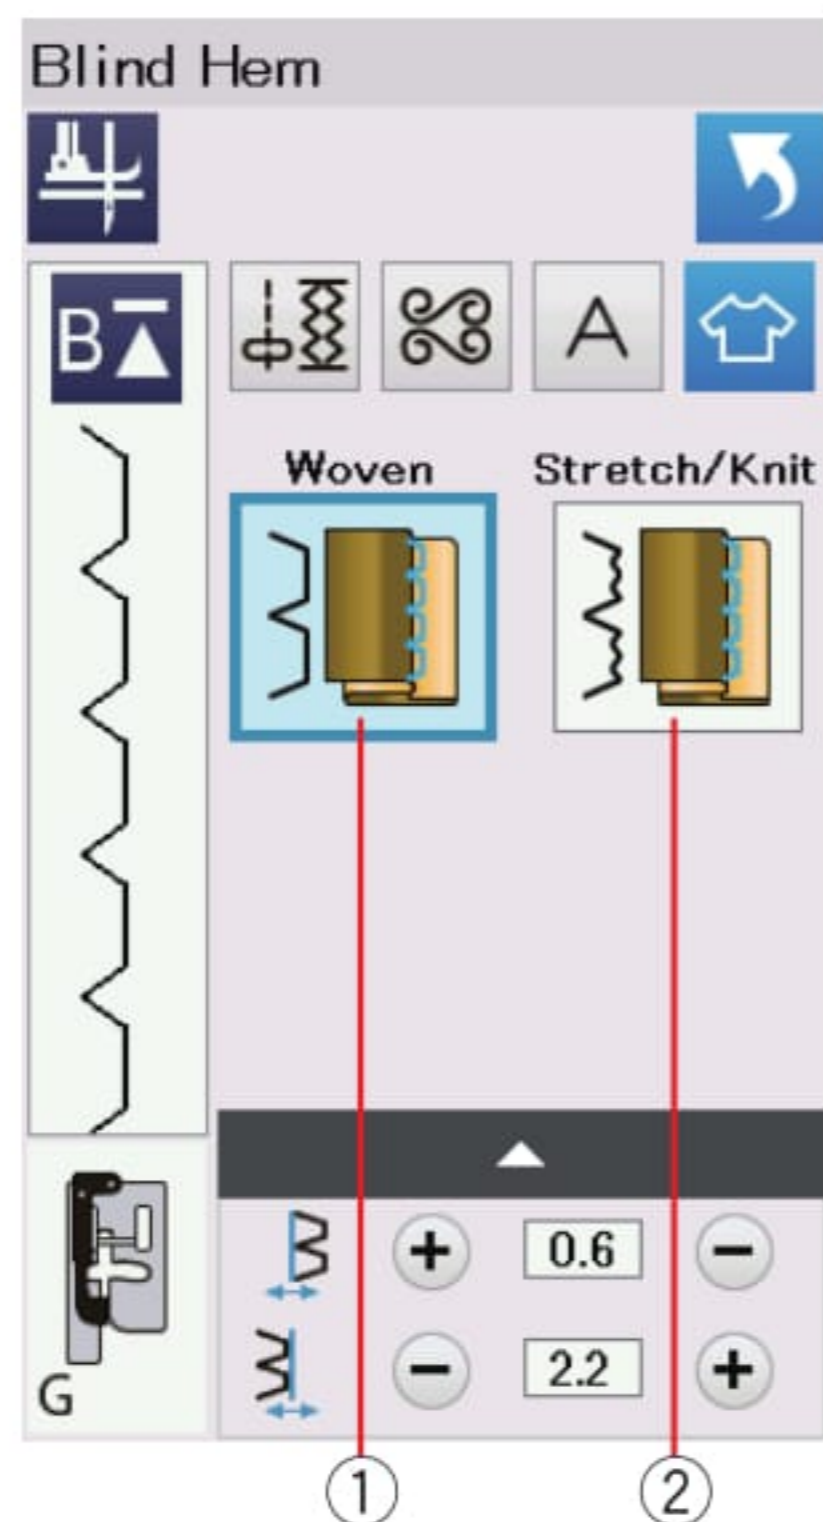 Blind Hem
B
A
Woven Stretch/Knit
+ 0.6 −
− 2.2 +
G
① ②